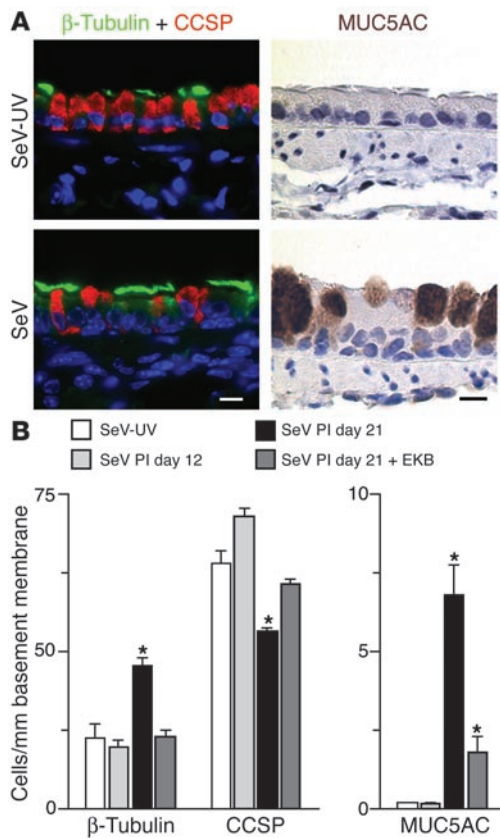 A
β-Tubulin + CCSP
MUC5AC
SeV-UV
SeV
B
SeV-UV
SeV PI day 21
SeV PI day 12
SeV PI day 21 + EKB
Cells/mm basement membrane
75
50
0
*
*
β-Tubulin
CCSP
10
5
0
*
*
MUC5AC